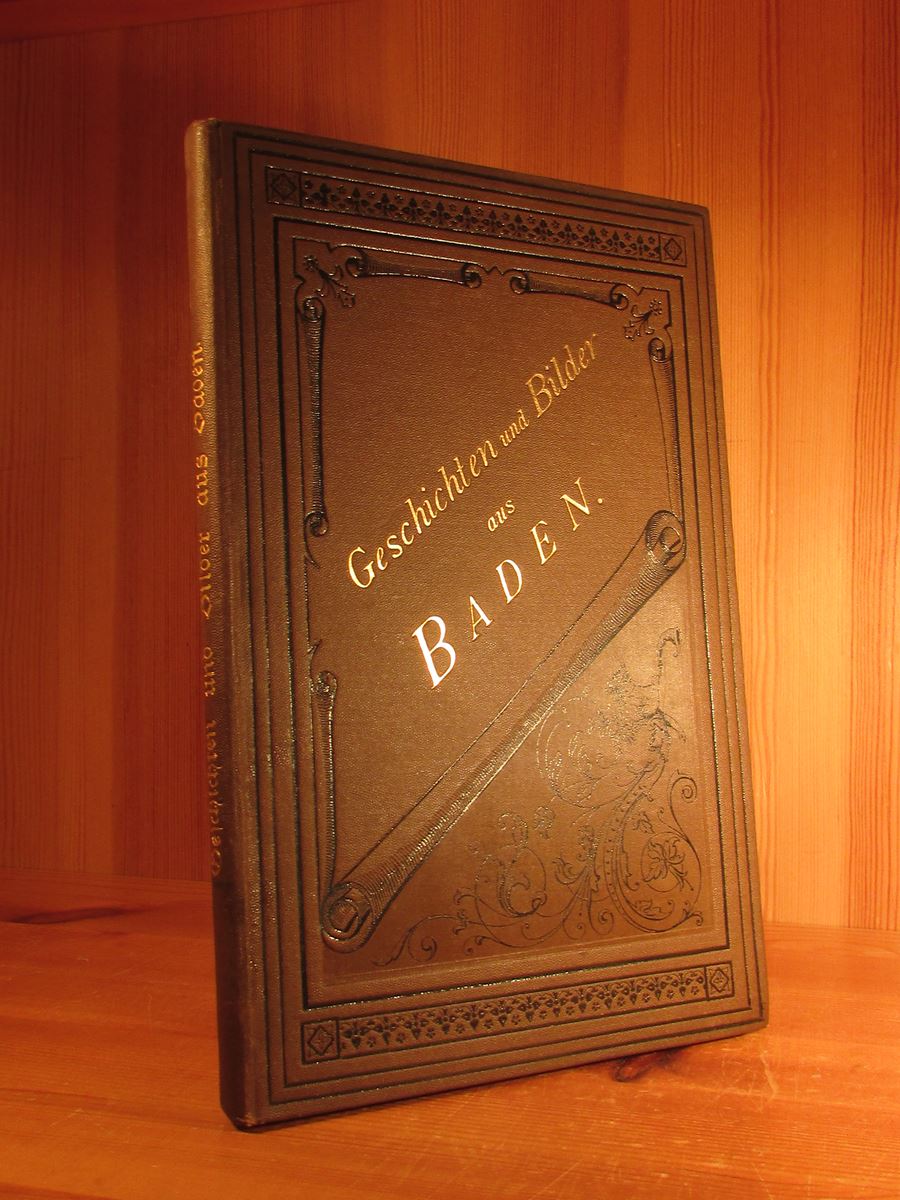 Geschichten und Bilder
aus
BADEN.
Geschichten und Bilder aus Baden.